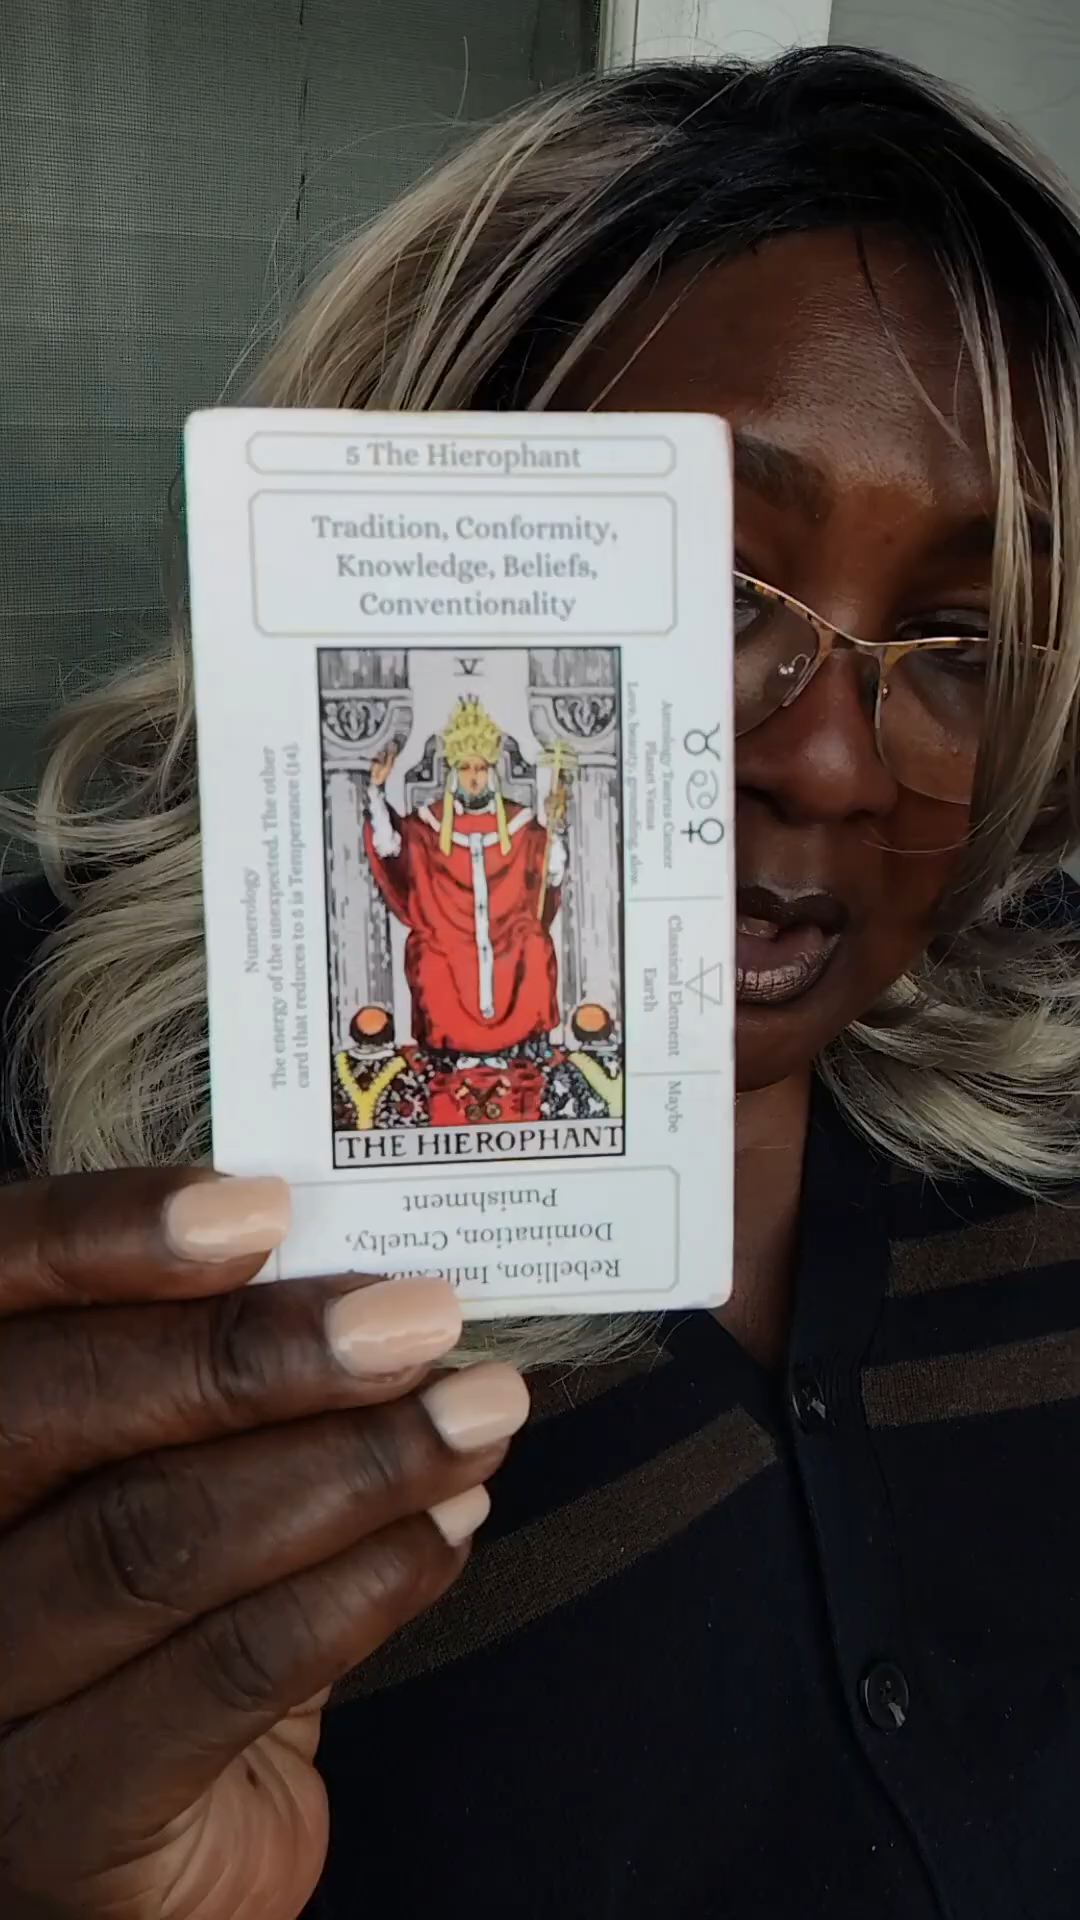 5 The Hierophant
Tradition, Conformity,
Knowledge, Beliefs,
Conventionality
V
Numerology
The energy of the unexpected. The other
card that reduces to 5 is Temperance (14).
Astrology Taurus Cancer
Planet Venus
Love, beauty, grounding, slow.
Classical Element
Earth
Maybe
THE HIEROPHANT
Rebellion,
Domination, Cruelty,
Punishment